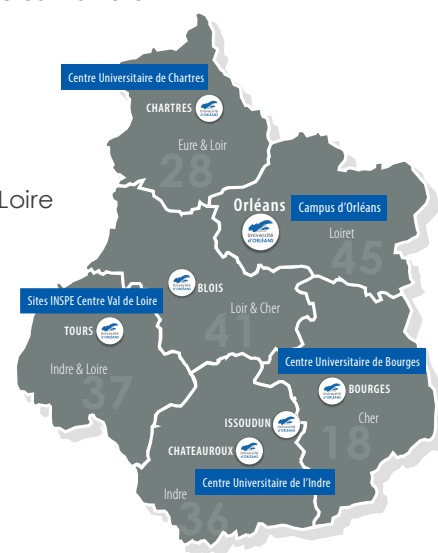 Centre Universitaire de Chartres
CHARTRES
Eure & Loir
28
Loire
Orléans
Campus d'Orléans
Université
d'ORLÉANS
Loiret
45
BLOIS
Loir & Cher
41
Sites INSPE Centre Val de Loire
TOURS
Indre & Loire
37
Centre Universitaire de Bourges
BOURGES
Cher
18
ISSOUDUN
CHATEAUROUX
Centre Universitaire de l'Indre
Indre
36